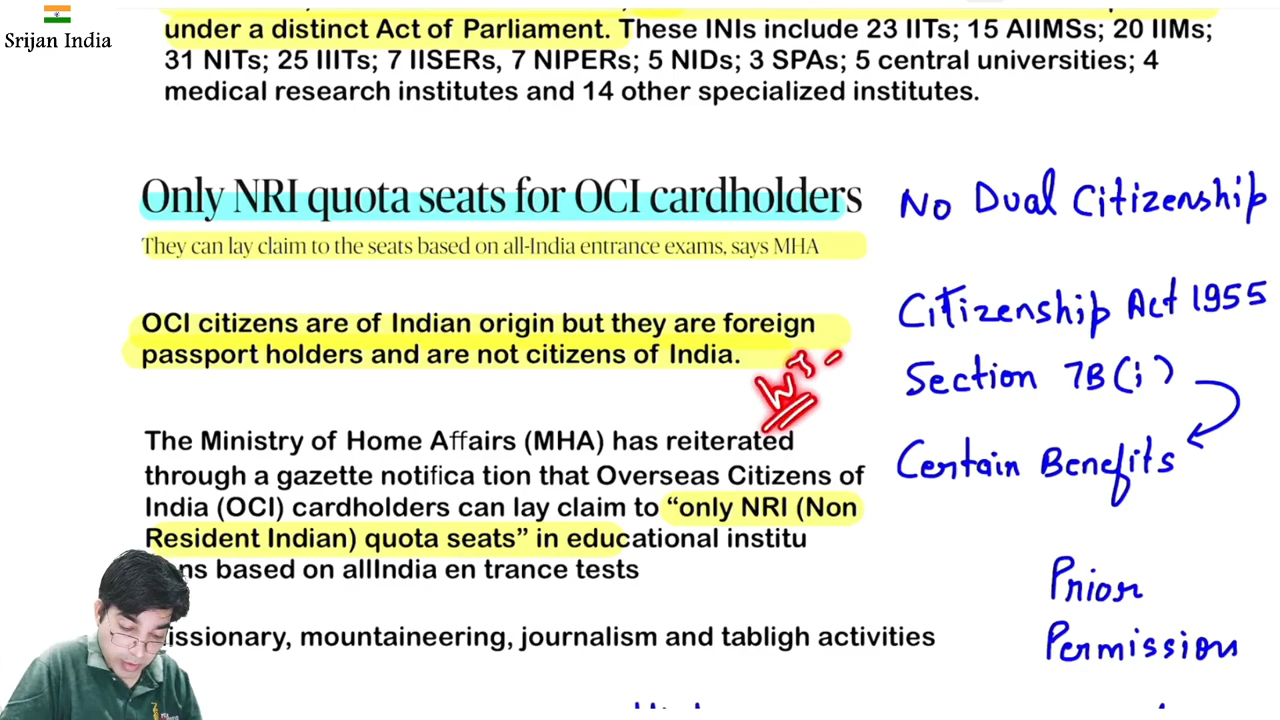 Srijan India
under a distinct Act of Parliament. These INIs include 23 IITs; 15 AIIMSs; 20 IIMs;
31 NITs; 25 IIITs; 7 IISERs, 7 NIPERs; 5 NIDs; 3 SPAs; 5 central universities; 4
medical research institutes and 14 other specialized institutes.
Only NRI quota seats for OCI cardholders
They can lay claim to the seats based on all-India entrance exams, says MHA
No Dual Citizenship
OCI citizens are of Indian origin but they are foreign
passport holders and are not citizens of India.
Citizenship Act 1955
Section 7B(i)
Certain Benefits
The Ministry of Home Affairs (MHA) has reiterated
through a gazette notifica tion that Overseas Citizens of
India (OCI) cardholders can lay claim to “only NRI (Non
Resident Indian) quota seats” in educational institu
ns based on allIndia en trance tests
issionary, mountaineering, journalism and tabligh activities
Prior
Permission